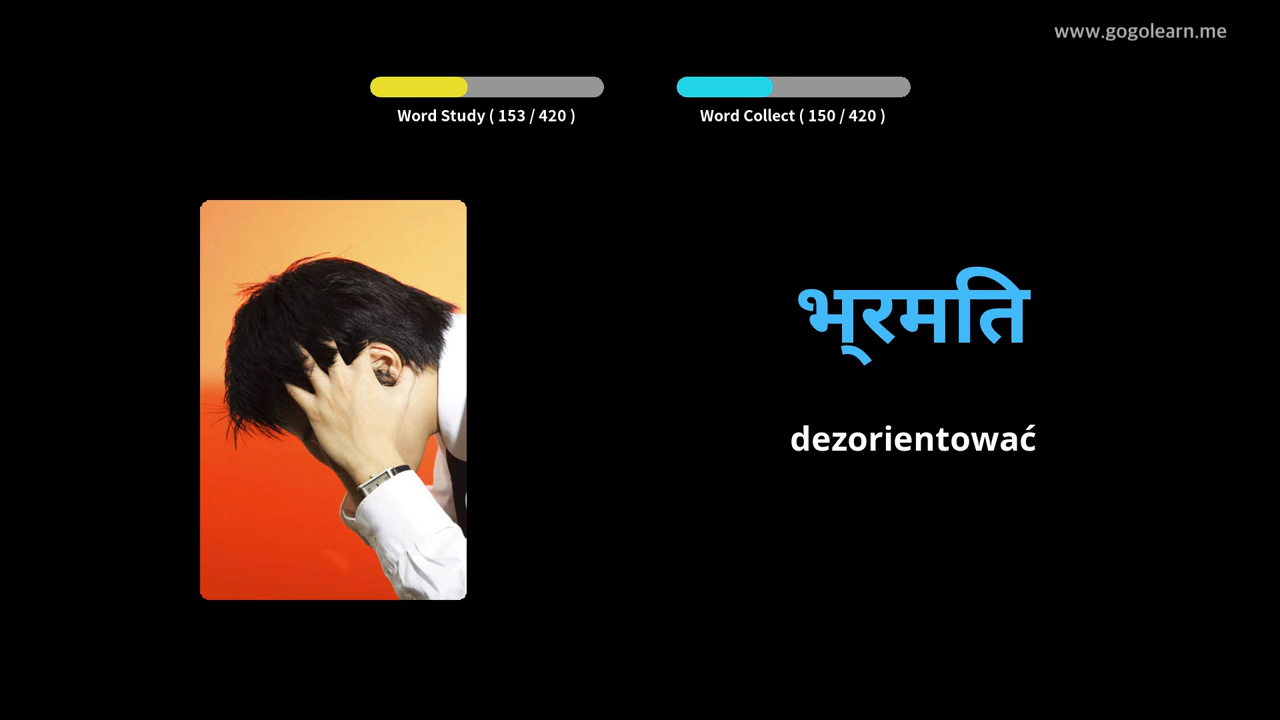 www.gogolearn.me
Word Study ( 153 / 420 )
Word Collect ( 150 / 420 )
भ्‌रमति
dezorientować